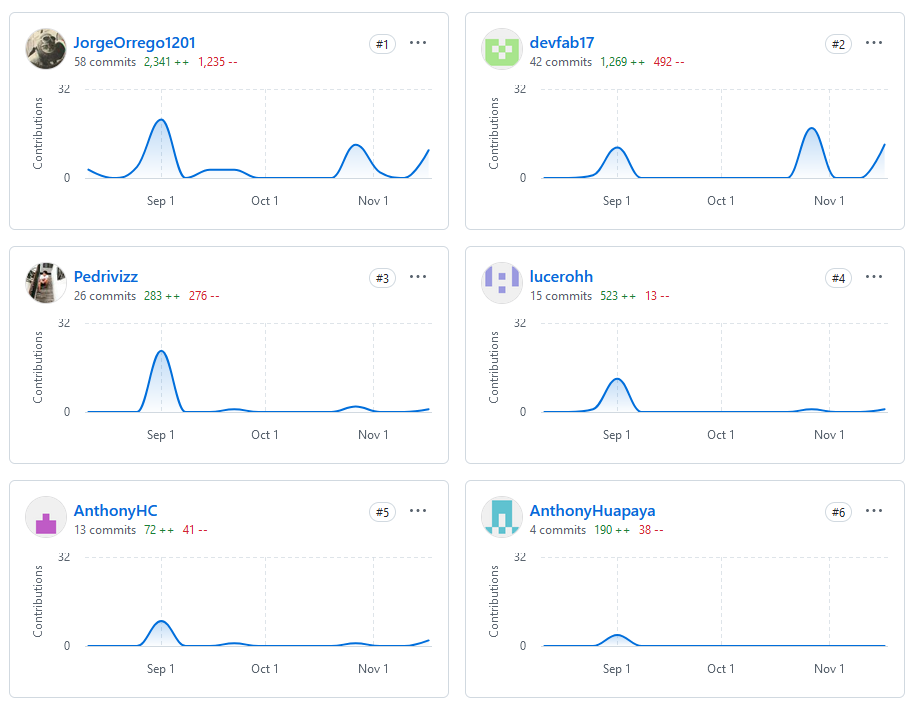 JorgeOrrego1201 #1 ···
58 commits 2,341 ++ 1,235 --
Contributions
32
0
Sep 1 Oct 1 Nov 1
devfab17 #2 ···
42 commits 1,269 ++ 492 --
Contributions
32
0
Sep 1 Oct 1 Nov 1
Pedrivizz #3 ···
26 commits 283 ++ 276 --
Contributions
32
0
Sep 1 Oct 1 Nov 1
lucerohh #4 ···
15 commits 523 ++ 13 --
Contributions
32
0
Sep 1 Oct 1 Nov 1
AnthonyHC #5 ···
13 commits 72 ++ 41 --
Contributions
32
0
Sep 1 Oct 1 Nov 1
AnthonyHuapaya #6 ···
4 commits 190 ++ 38 --
Contributions
32
0
Sep 1 Oct 1 Nov 1